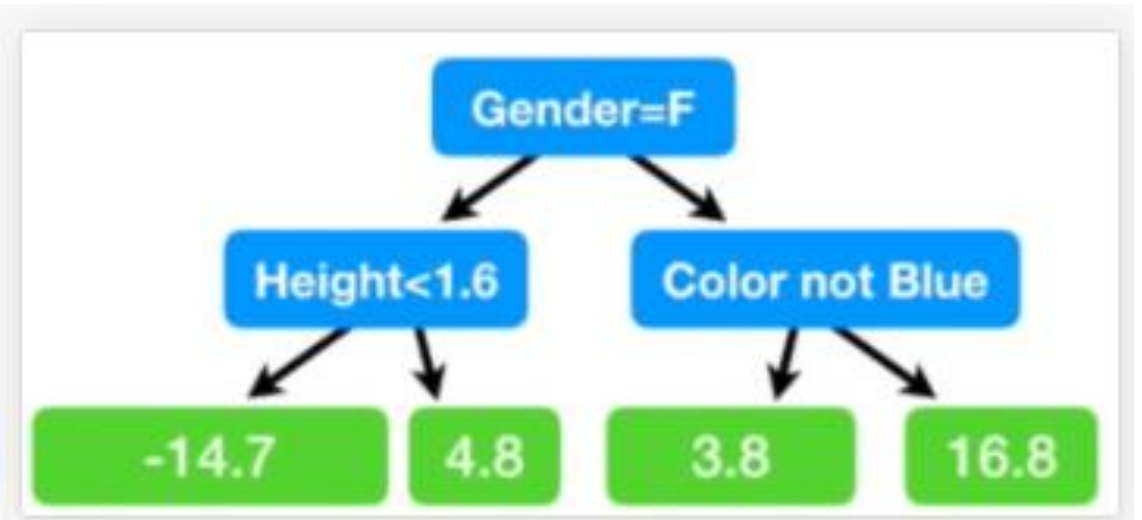 Gender=F
Height<1.6
Color not Blue
-14.7
4.8
3.8
16.8